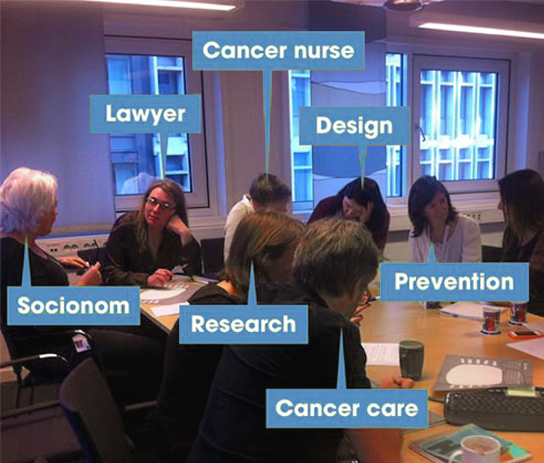 Cancer nurse
Lawyer
Design
Prevention
Socionom
Research
Cancer care